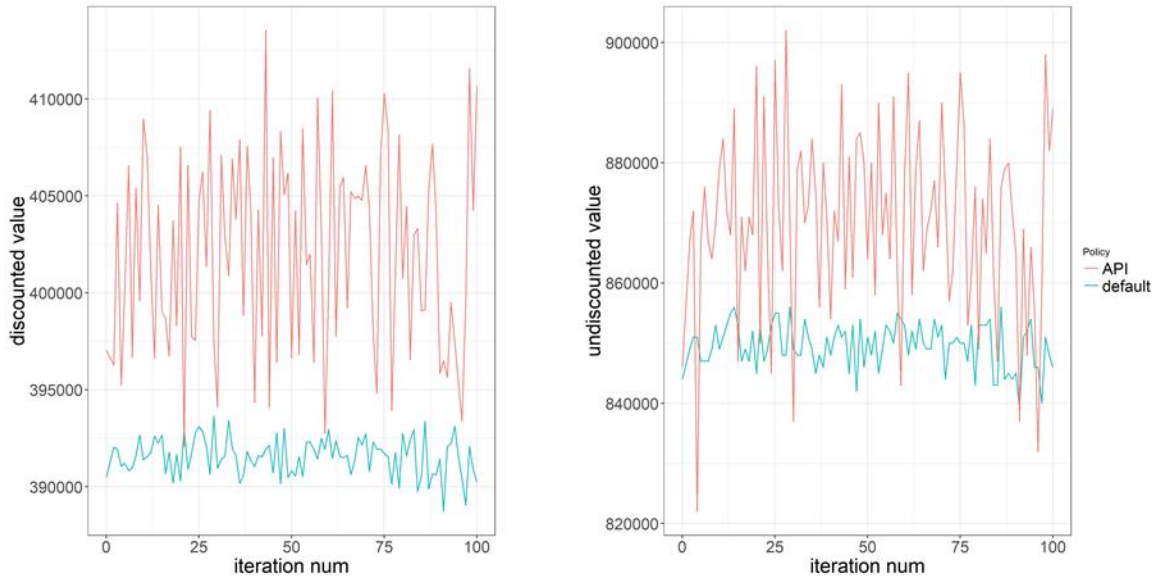 discounted value
410000
405000
400000
395000
390000
0 25 50 75 100
iteration num
undiscounted value
900000
880000
860000
840000
820000
0 25 50 75 100
iteration num
Policy
API
default